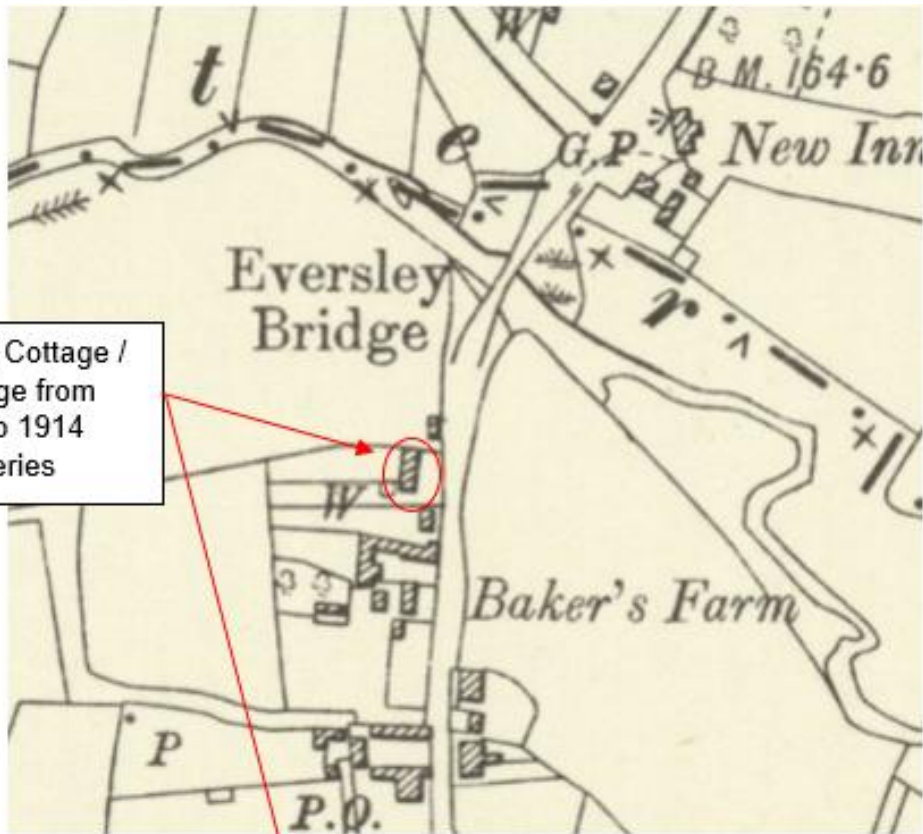 W
B.M. 164·6
t
e
G.P
New Inn
Eversley
Bridge
r
Cottage /
ge from
o 1914
eries
W
Baker's Farm
P
P.O.